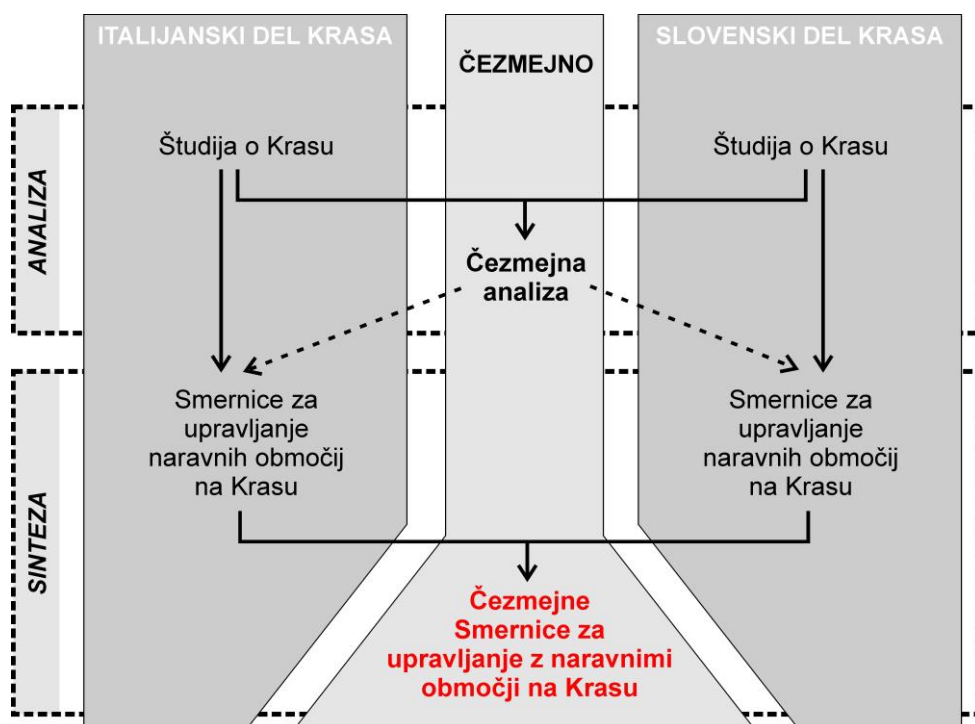 ITALIJANSKI DEL KRASA
ČEZMEJNO
SLOVENSKI DEL KRASA
ANALIZA
Študija o Krasu
Študija o Krasu
Čezmejna
analiza
SINTEZA
Smernice za
upravljanje
naravnih območij
na Krasu
Smernice za
upravljanje
naravnih območij
na Krasu
Čezmejne
Smernice za
upravljanje z naravnimi
območji na Krasu